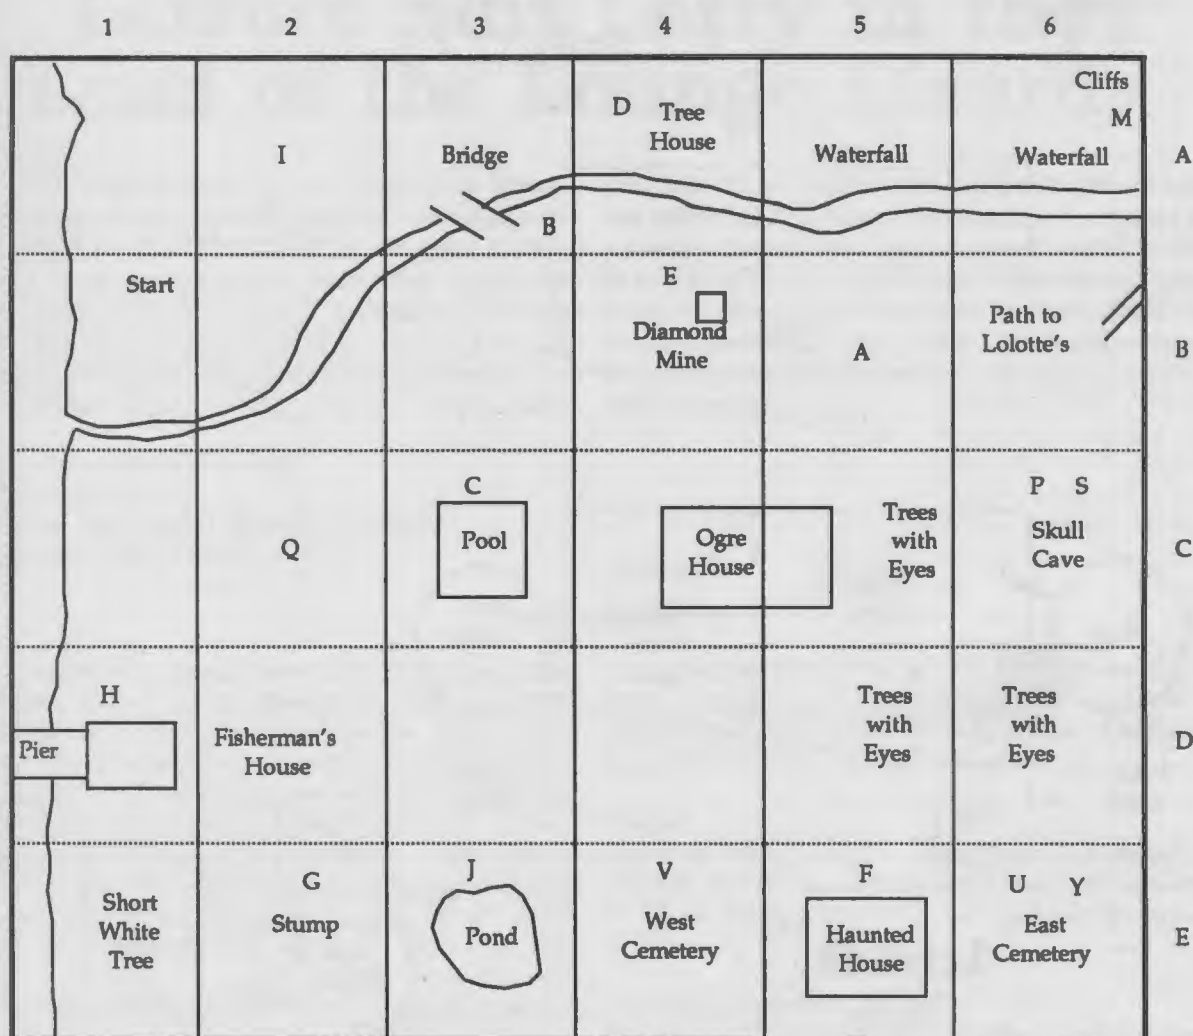 1 2 3 4 5 6
Cliffs
D Tree
House
M
I
Bridge
Waterfall
Waterfall
A
B
Start
E
Diamond
Mine
A
Path to
Lolotte's
B
C
Pool
Q
Ogre
House
Trees
with
Eyes
P S
Skull
Cave
C
H
Pier
Fisherman's
House
Trees
with
Eyes
Trees
with
Eyes
D
Short
White
Tree
G
Stump
J
Pond
V
West
Cemetery
F
Haunted
House
U Y
East
Cemetery
E